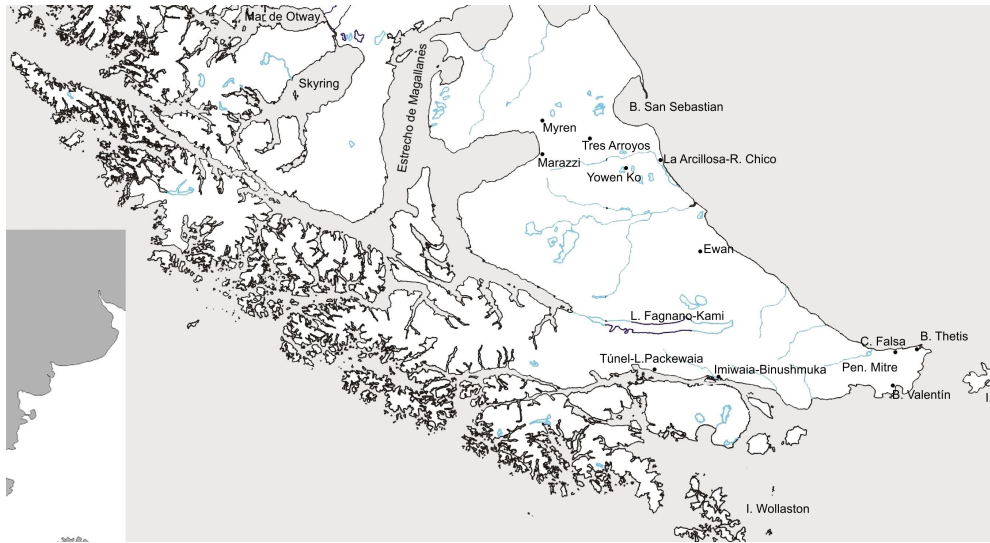 Mar de Otway
Skyring
Estrecho de Magallanes
B. San Sebastian
Myren
Tres Arroyos
Marazzi
La Arcillosa-R. Chico
Yowen Ko
Ewan
L. Fagnano-Kami
C. Falsa
B. Thetis
Túnel-L.Packewaia
Imiwaia-Binushmuka
Pen. Mitre
B. Valentín
I
I. Wollaston